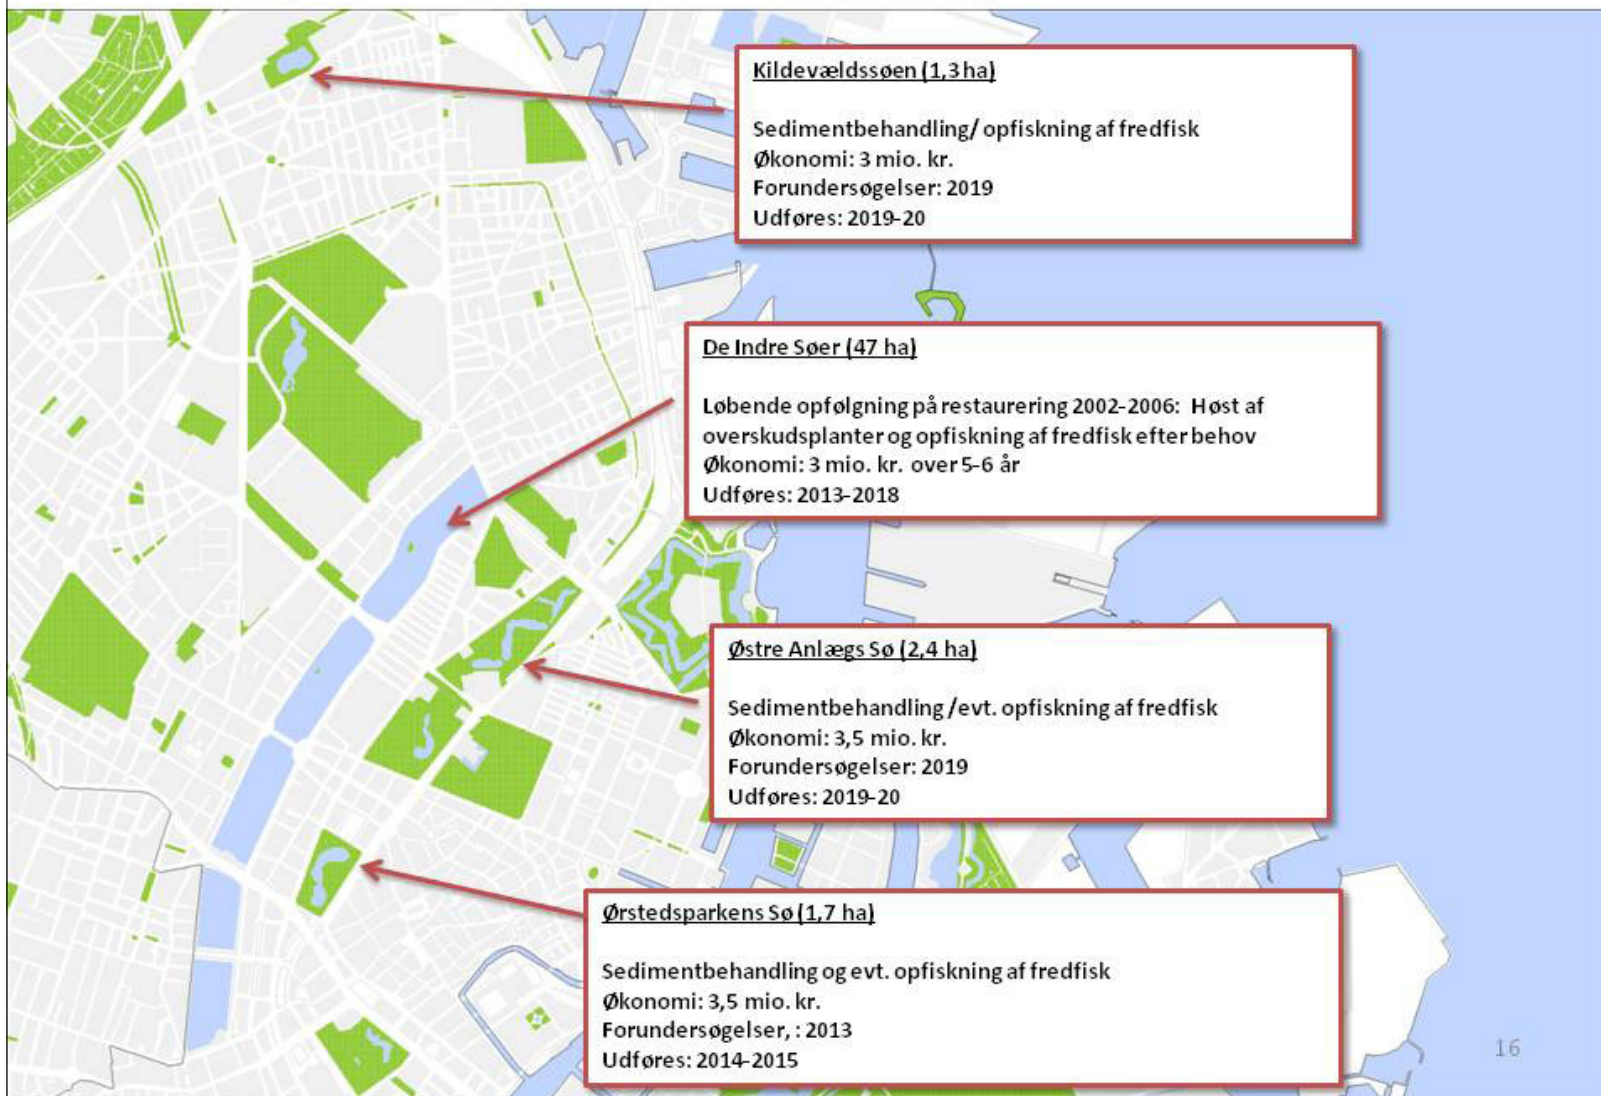 Kildevældssøen (1,3 ha)
Sedimentbehandling/ opfiskning af fredfisk
Økonomi: 3 mio. kr.
Forundersøgelser: 2019
Udføres: 2019-20
De Indre Søer (47 ha)
Løbende opfølgning på restaurering 2002-2006: Høst af
overskudsplanter og opfiskning af fredfisk efter behov
Økonomi: 3 mio. kr. over 5-6 år
Udføres: 2013-2018
Østre Anlægs Sø (2,4 ha)
Sedimentbehandling /evt. opfiskning af fredfisk
Økonomi: 3,5 mio. kr.
Forundersøgelser: 2019
Udføres: 2019-20
Ørstedsparkens Sø (1,7 ha)
Sedimentbehandling og evt. opfiskning af fredfisk
Økonomi: 3,5 mio. kr.
Forundersøgelser, : 2013
Udføres: 2014-2015
16